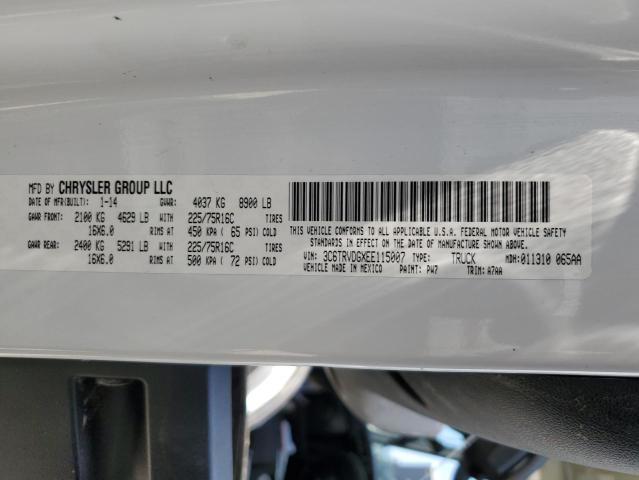 MFD BY CHRYSLER GROUP LLC
DATE OF MFR(BUILT): 1-14 GVWR: 4037 KG 8900 LB
GAWR FRONT: 2100 KG 4629 LB WITH 225/75R16C TIRES
16X6.0 RIMS AT 450 KPA ( 65 PSI) COLD
GAWR REAR: 2400 KG 5291 LB WITH 225/75R16C TIRES
16X6.0 RIMS AT 500 KPA ( 72 PSI) COLD
THIS VEHICLE CONFORMS TO ALL APPLICABLE U.S.A. FEDERAL MOTOR VEHICLE SAFETY
STANDARDS IN EFFECT ON THE DATE OF MANUFACTURE SHOWN ABOVE.
VIN: 3C6TRVDGXEE115007 TYPE: TRUCK MDH: 011310 065AA
VEHICLE MADE IN MEXICO PAINT: PW7 TRIM: A7AA